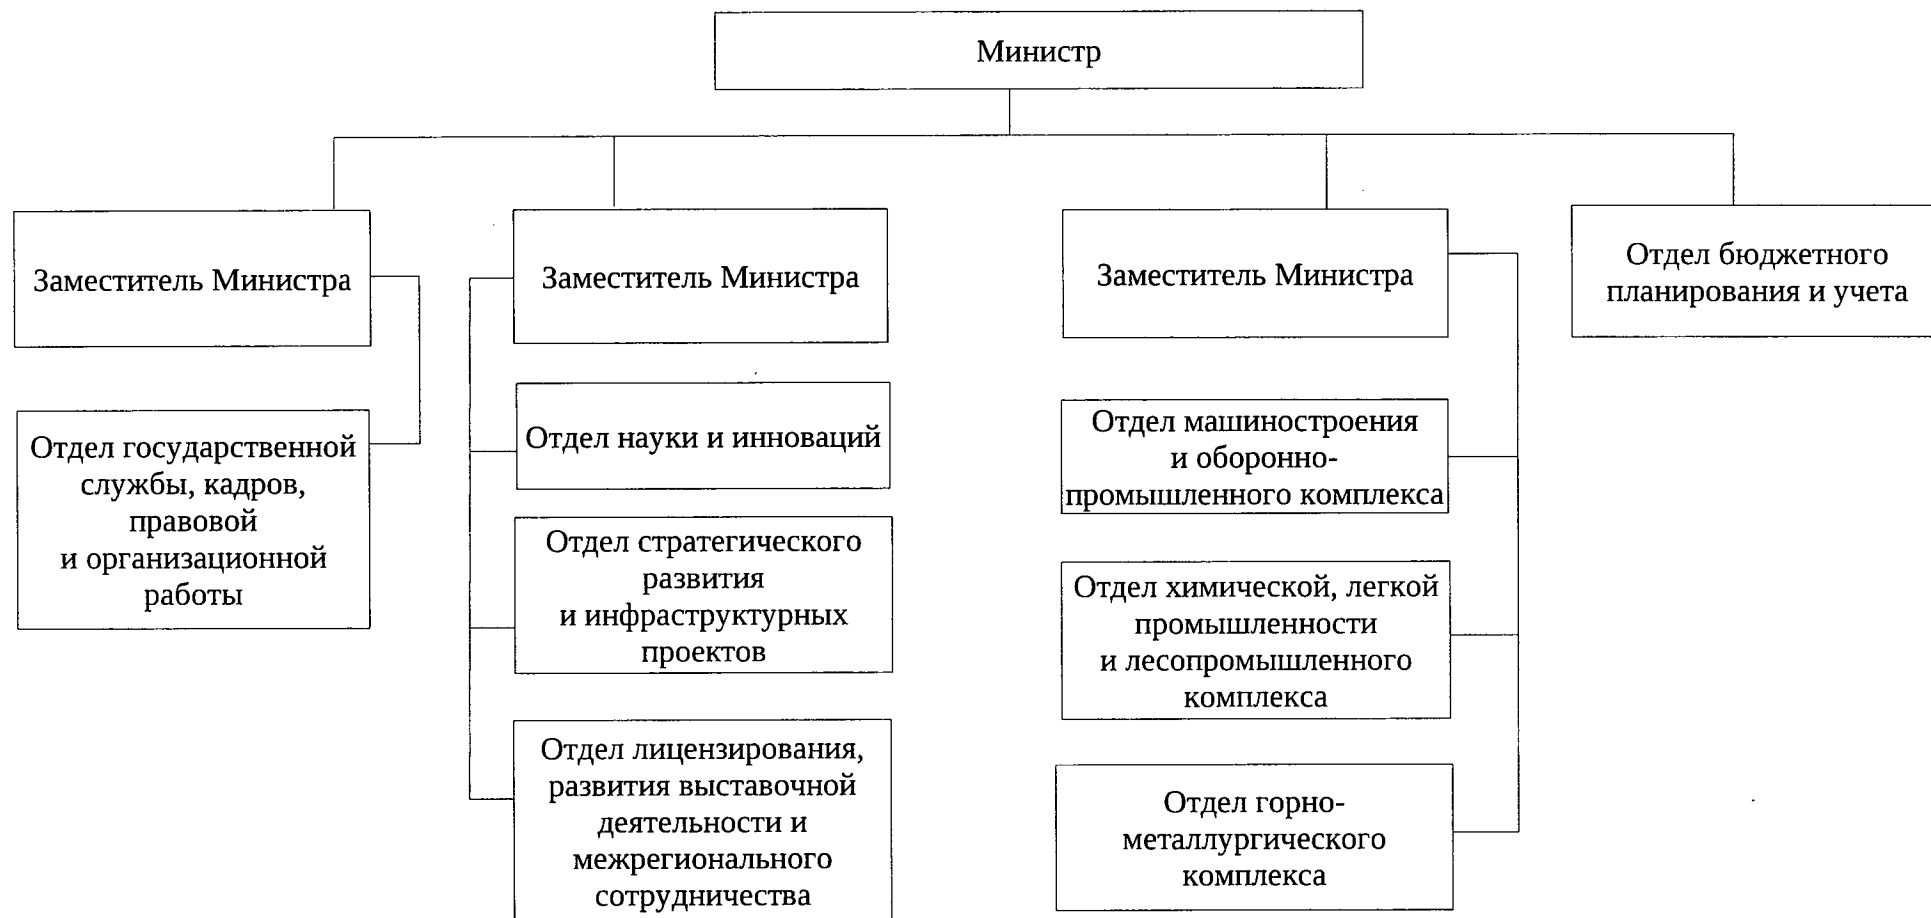 Министр
Заместитель Министра
Заместитель Министра
Заместитель Министра
Отдел бюджетного
планирования и учета
Отдел государственной
службы, кадров,
правовой
и организационной
работы
Отдел науки и инноваций
Отдел стратегического
развития
и инфраструктурных
проектов
Отдел лицензирования,
развития выставочной
деятельности и
межрегионального
сотрудничества
Отдел машиностроения
и оборонно-
промышленного комплекса
Отдел химической, легкой
промышленности
и лесопромышленного
комплекса
Отдел горно-
металлургического
комплекса